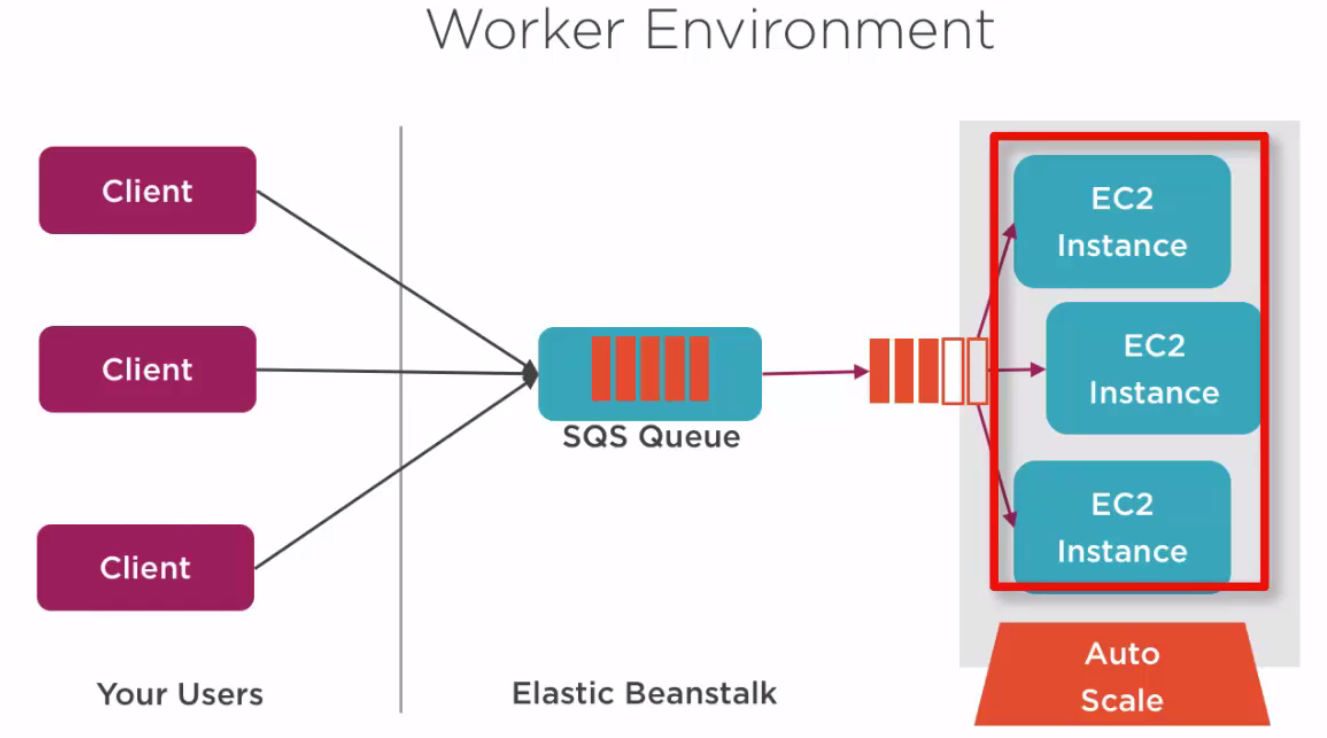 Worker Environment
Client
Client
Client
Your Users
SQS Queue
Elastic Beanstalk
EC2
Instance
EC2
Instance
EC2
Instance
Auto
Scale